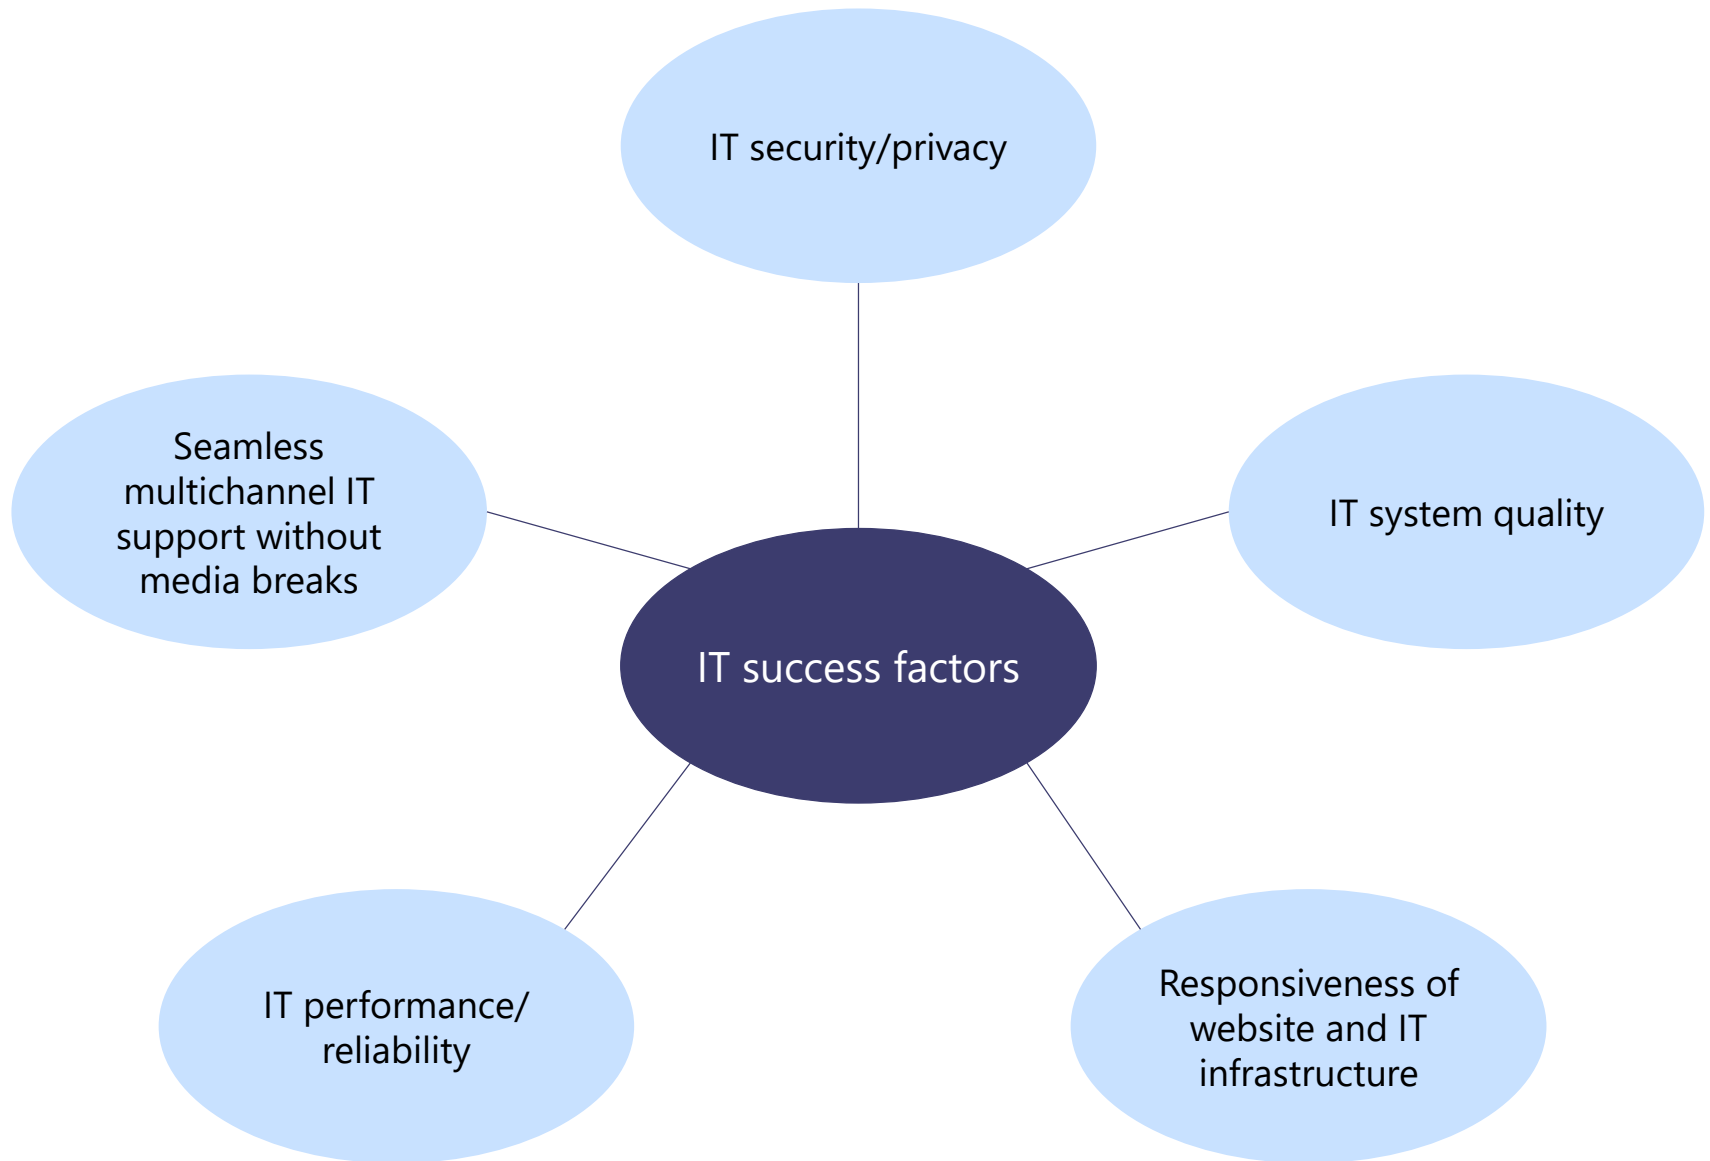 IT security/privacy
Seamless
multichannel IT
support without
media breaks
IT system quality
IT success factors
IT performance/
reliability
Responsiveness of
website and IT
infrastructure